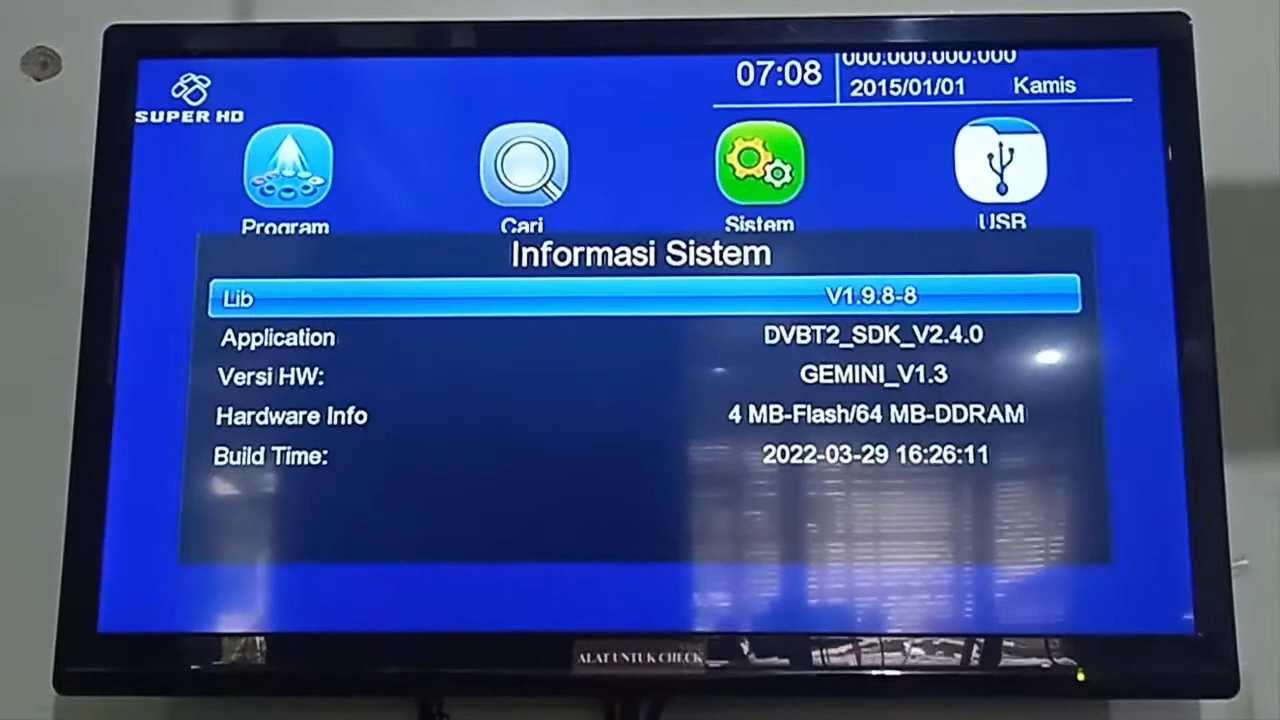 SUPER HD
07:08
000.000.000.000
2015/01/01 Kamis
Program Cari Sistem USB
Informasi Sistem
Lib V1.9.8-8
Application DVBT2_SDK_V2.4.0
Versi HW: GEMINI_V1.3
Hardware Info 4 MB-Flash/64 MB-DDRAM
Build Time: 2022-03-29 16:26:11
ALAT UNTUK CHECK